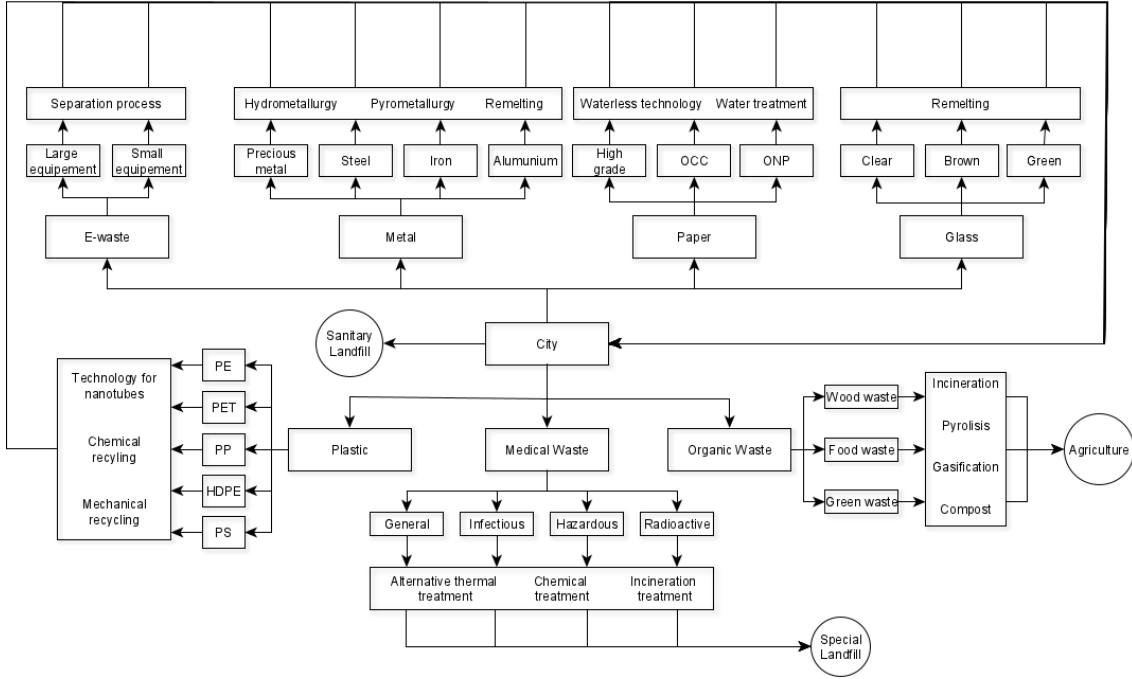 Separation process
Hydrometallurgy Pyrometallurgy Remelting
Waterless technology Water treatment
Remelting
Large
equipement
Small
equipement
Precious
metal
Steel
Iron
Alumunium
High
grade
OCC
ONP
Clear
Brown
Green
E-waste
Metal
Paper
Glass
Sanitary
Landfill
City
Technology for
nanotubes
Chemical
recyling
Mechanical
recycling
PE
PET
PP
HDPE
PS
Plastic
Medical Waste
Organic Waste
Wood waste
Food waste
Green waste
Incineration
Pyrolisis
Gasification
Compost
Agriculture
General
Infectious
Hazardous
Radioactive
Alternative thermal
treatment
Chemical
treatment
Incineration
treatment
Special
Landfill